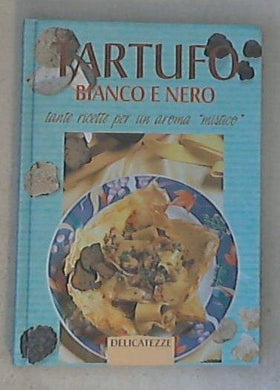 TARTUFO
BIANCO E NERO
tante ricette per un aroma "mistico"
DELICATEZZE